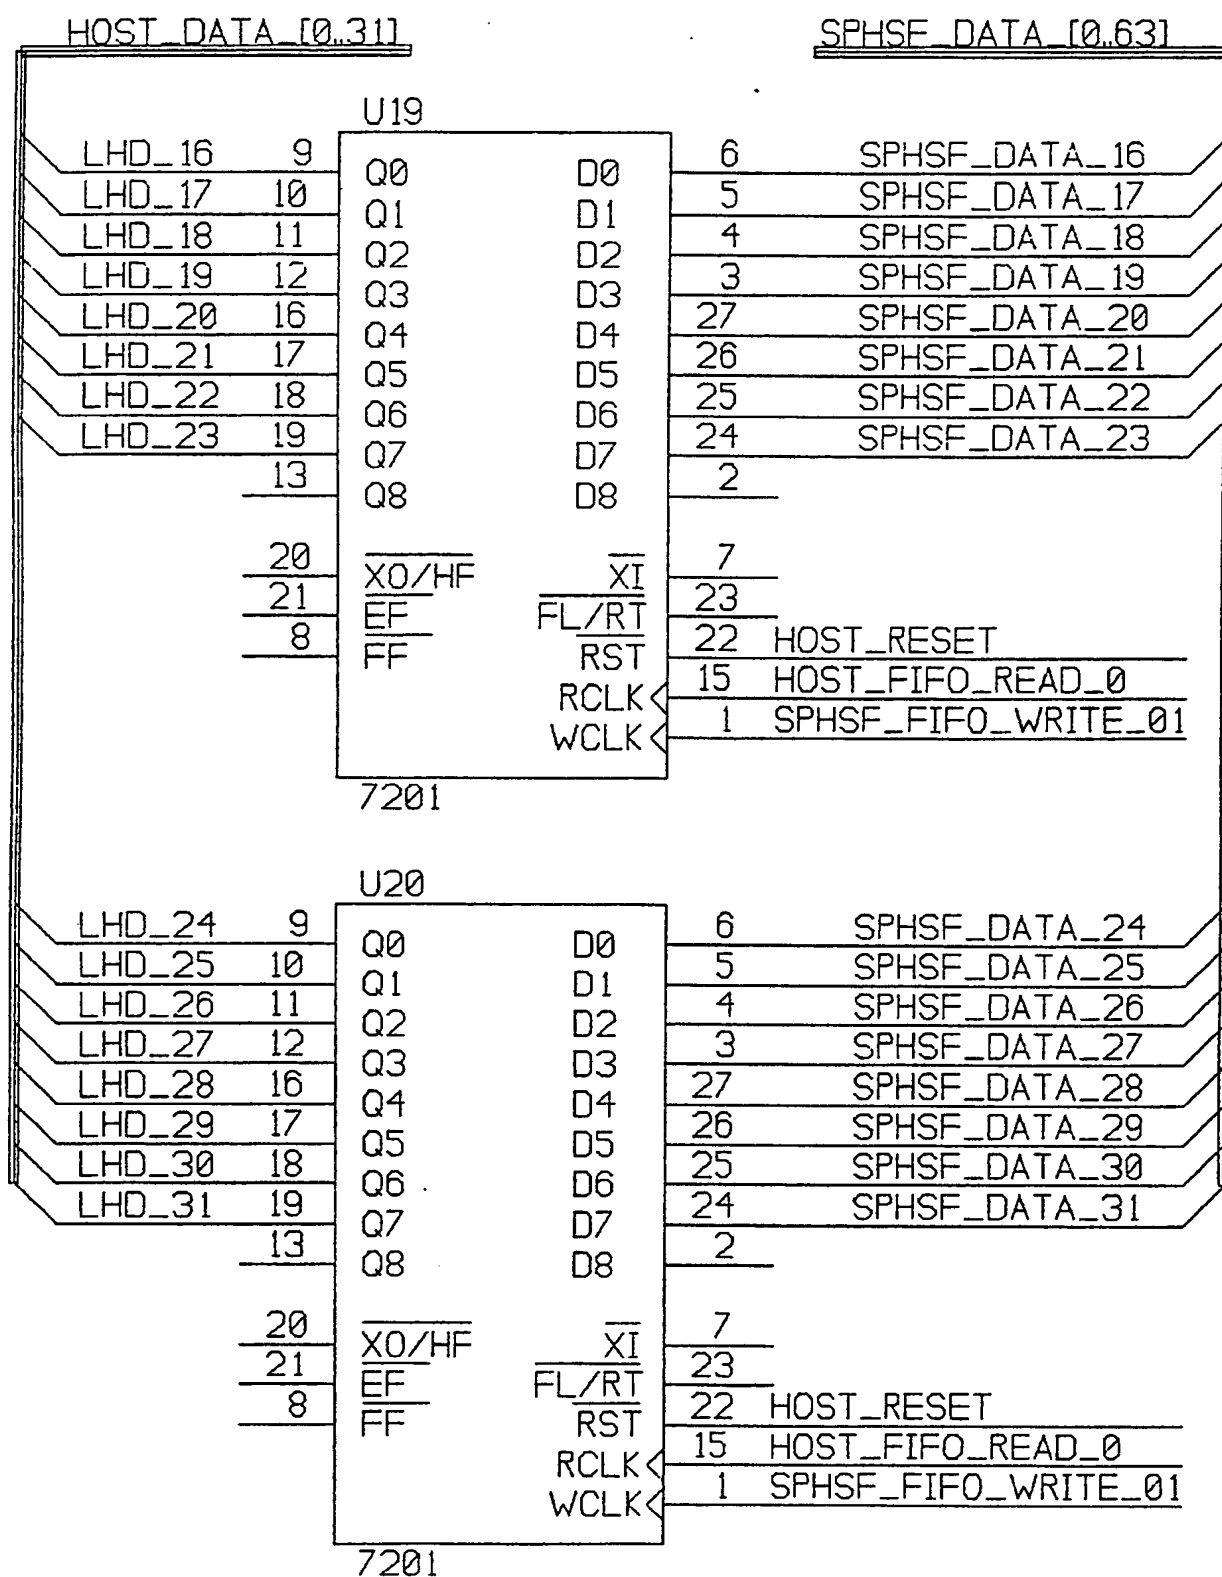 HOST_DATA_[0..31] SPHSF_DATA_[0..63]
U19
LHD_16 9 Q0 D0 6 SPHSF_DATA_16
LHD_17 10 Q1 D1 5 SPHSF_DATA_17
LHD_18 11 Q2 D2 4 SPHSF_DATA_18
LHD_19 12 Q3 D3 3 SPHSF_DATA_19
LHD_20 16 Q4 D4 27 SPHSF_DATA_20
LHD_21 17 Q5 D5 26 SPHSF_DATA_21
LHD_22 18 Q6 D6 25 SPHSF_DATA_22
LHD_23 19 Q7 D7 24 SPHSF_DATA_23
13 Q8 D8 2
20 XO/HF XI 7
21 EF FL/RT 23
8 FF RST 22 HOST_RESET
RCLK 15 HOST_FIFO_READ_0
WCLK 1 SPHSF_FIFO_WRITE_01
7201
U20
LHD_24 9 Q0 D0 6 SPHSF_DATA_24
LHD_25 10 Q1 D1 5 SPHSF_DATA_25
LHD_26 11 Q2 D2 4 SPHSF_DATA_26
LHD_27 12 Q3 D3 3 SPHSF_DATA_27
LHD_28 16 Q4 D4 27 SPHSF_DATA_28
LHD_29 17 Q5 D5 26 SPHSF_DATA_29
LHD_30 18 Q6 D6 25 SPHSF_DATA_30
LHD_31 19 Q7 D7 24 SPHSF_DATA_31
13 Q8 D8 2
20 XO/HF XI 7
21 EF FL/RT 23
8 FF RST 22 HOST_RESET
RCLK 15 HOST_FIFO_READ_0
WCLK 1 SPHSF_FIFO_WRITE_01
7201